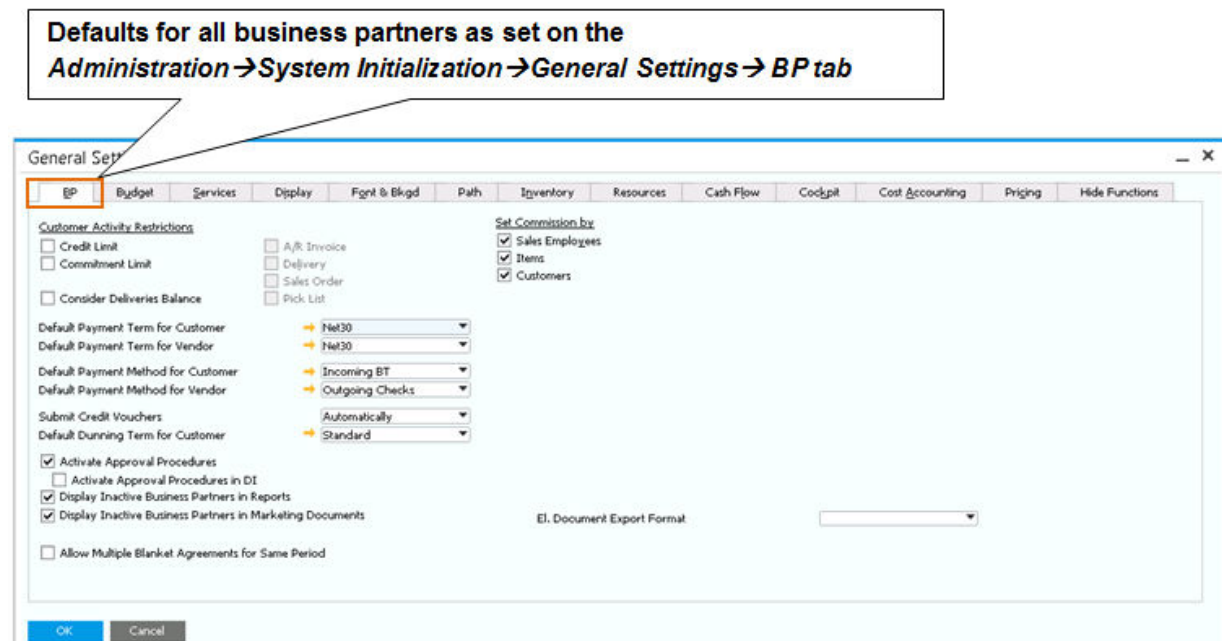 Defaults for all business partners as set on the
Administration→System Initialization→General Settings→ BP tab
General Sett
BP Budget Services Display Font & Bkgd Path Inventory Resources Cash Flow Cockpit Cost Accounting Pricing Hide Functions
Customer Activity Restrictions
Set Commission by
Credit Limit A/R Invoice Sales Employees
Commitment Limit Delivery Items
Sales Order Customers
Consider Deliveries Balance Pick List
Default Payment Term for Customer Net30
Default Payment Term for Vendor Net30
Default Payment Method for Customer Incoming BT
Default Payment Method for Vendor Outgoing Checks
Submit Credit Vouchers Automatically
Default Dunning Term for Customer Standard
Activate Approval Procedures
Activate Approval Procedures in DI
Display Inactive Business Partners in Reports
Display Inactive Business Partners in Marketing Documents El. Document Export Format
Allow Multiple Blanket Agreements for Same Period
OK Cancel